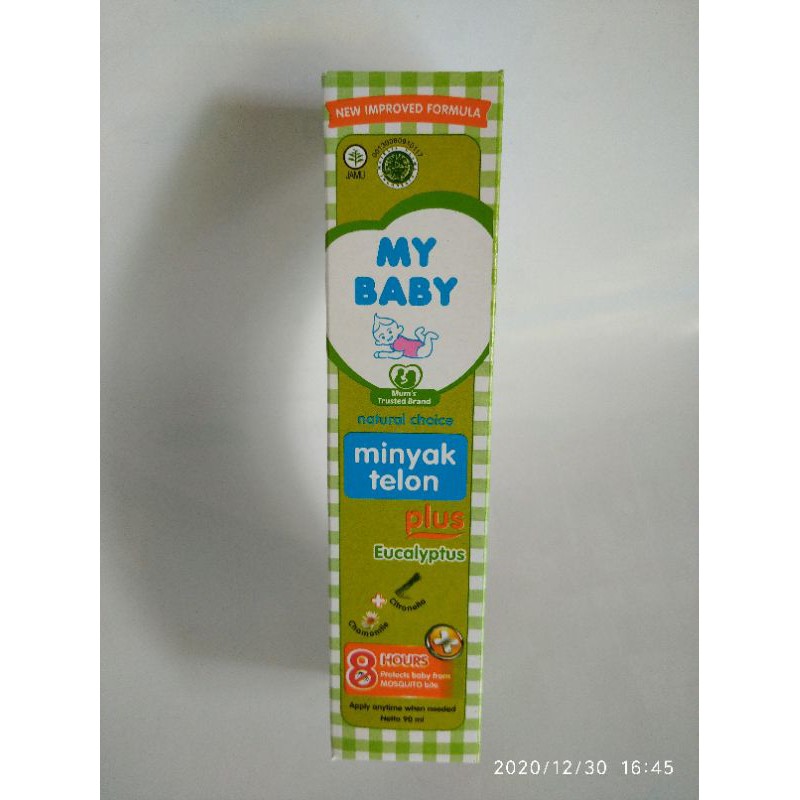 NEW IMPROVED FORMULA
JAMU
MY
BABY
Mum's
Trusted Brand
natural choice
minyak
telon
plus
Eucalyptus
Citronella
Chamomile
8 HOURS
Protects baby from
MOSQUITO bite
Apply anytime when needed
Netto 90 ml
2020/12/30 16:45